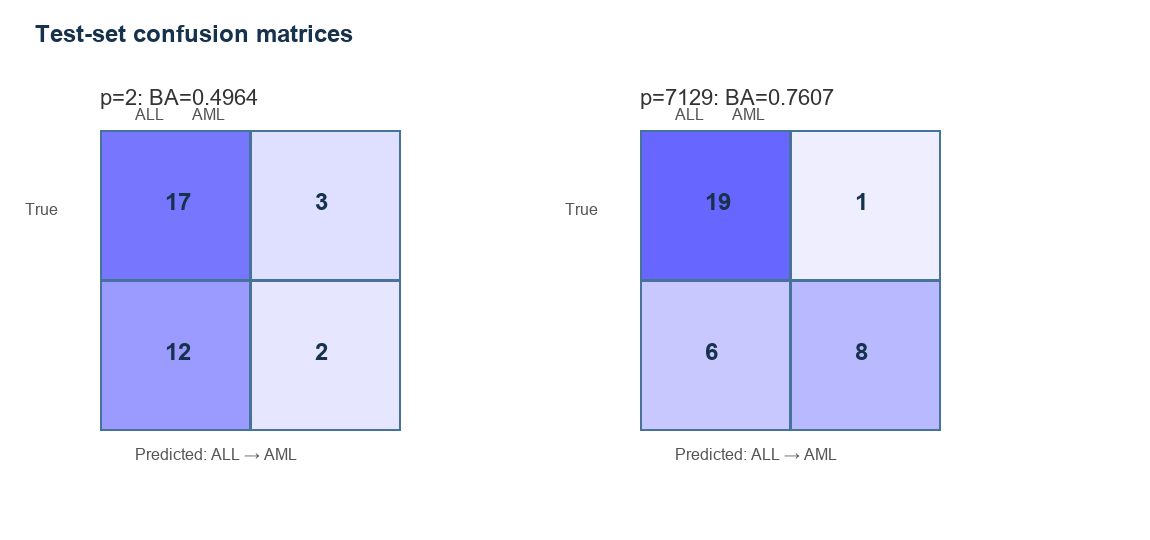 Test-set confusion matrices
p=2: BA=0.4964
ALL AML
17 3
True
12 2
Predicted: ALL → AML
p=7129: BA=0.7607
ALL AML
19 1
True
6 8
Predicted: ALL → AML